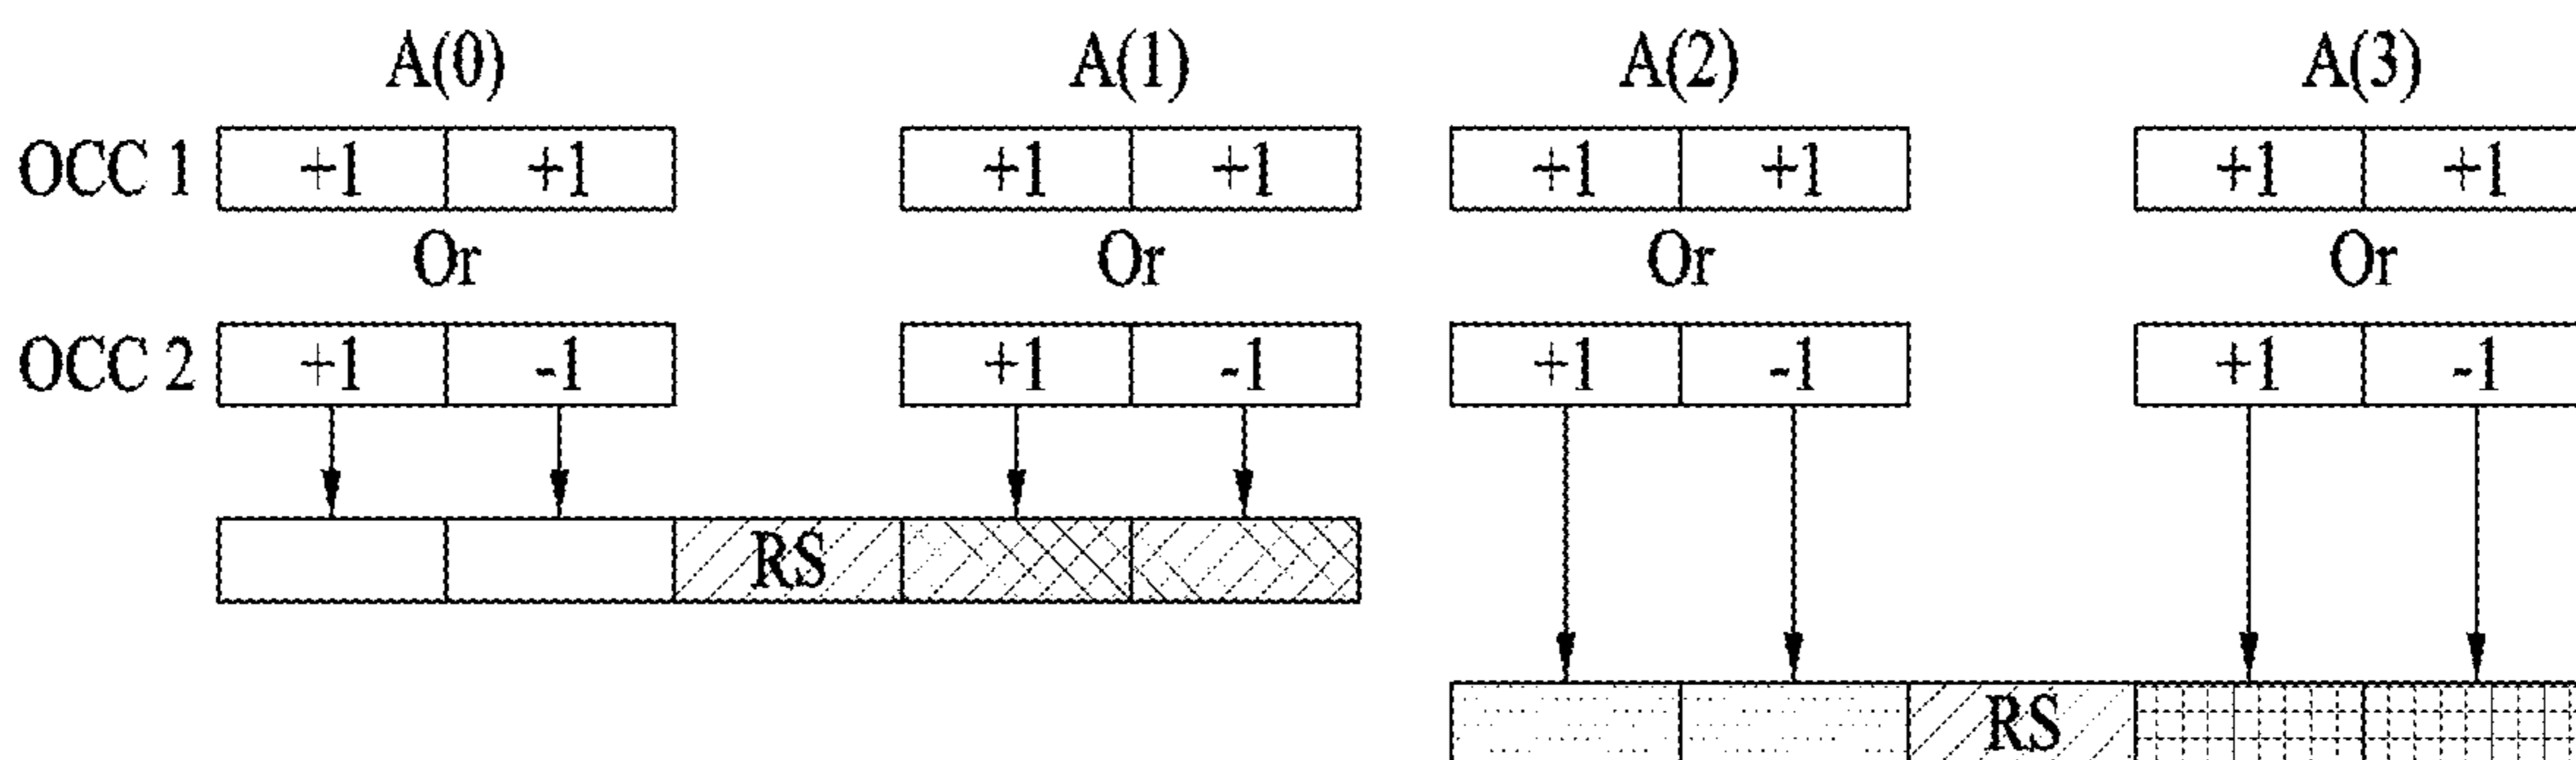 A(0) A(1) A(2) A(3)
OCC 1 +1 +1 +1 +1 +1 +1 +1 +1
Or Or Or Or
OCC 2 +1 -1 +1 -1 +1 -1 +1 -1
RS
RS